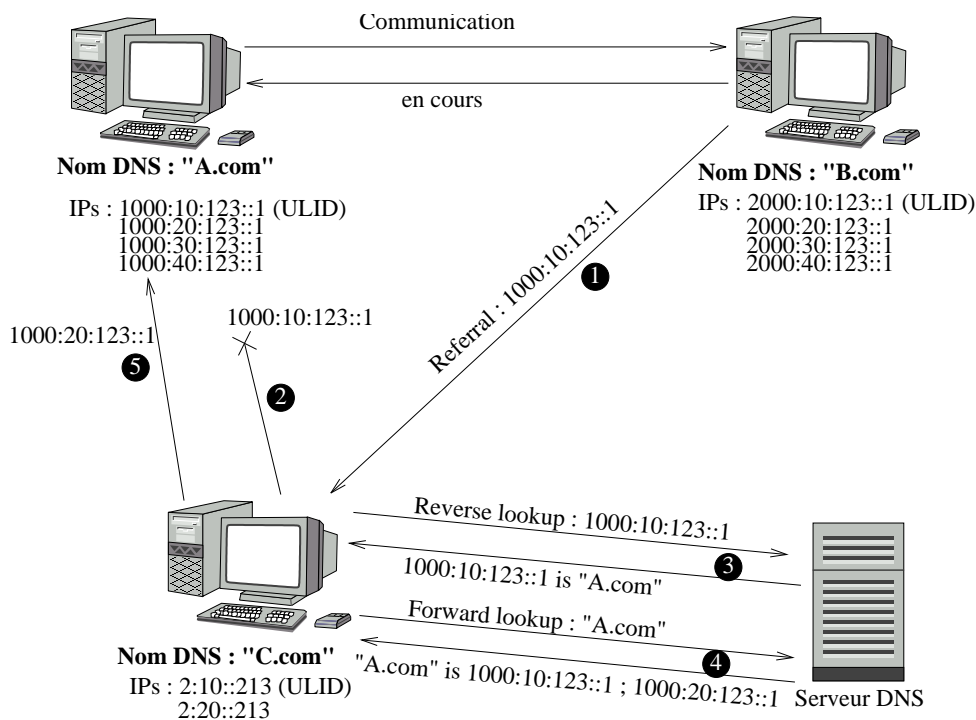 Communication
en cours
Nom DNS : "A.com"
IPs : 1000:10:123::1 (ULID)
1000:20:123::1
1000:30:123::1
1000:40:123::1
Nom DNS : "B.com"
IPs : 2000:10:123::1 (ULID)
2000:20:123::1
2000:30:123::1
2000:40:123::1
Referral : 1000:10:123::1
1
1000:10:123::1
2
1000:20:123::1
5
Reverse lookup : 1000:10:123::1
3
1000:10:123::1 is "A.com"
Forward lookup : "A.com"
4
"A.com" is 1000:10:123::1 ; 1000:20:123::1
Nom DNS : "C.com"
IPs : 2:10::213 (ULID)
2:20::213
Serveur DNS